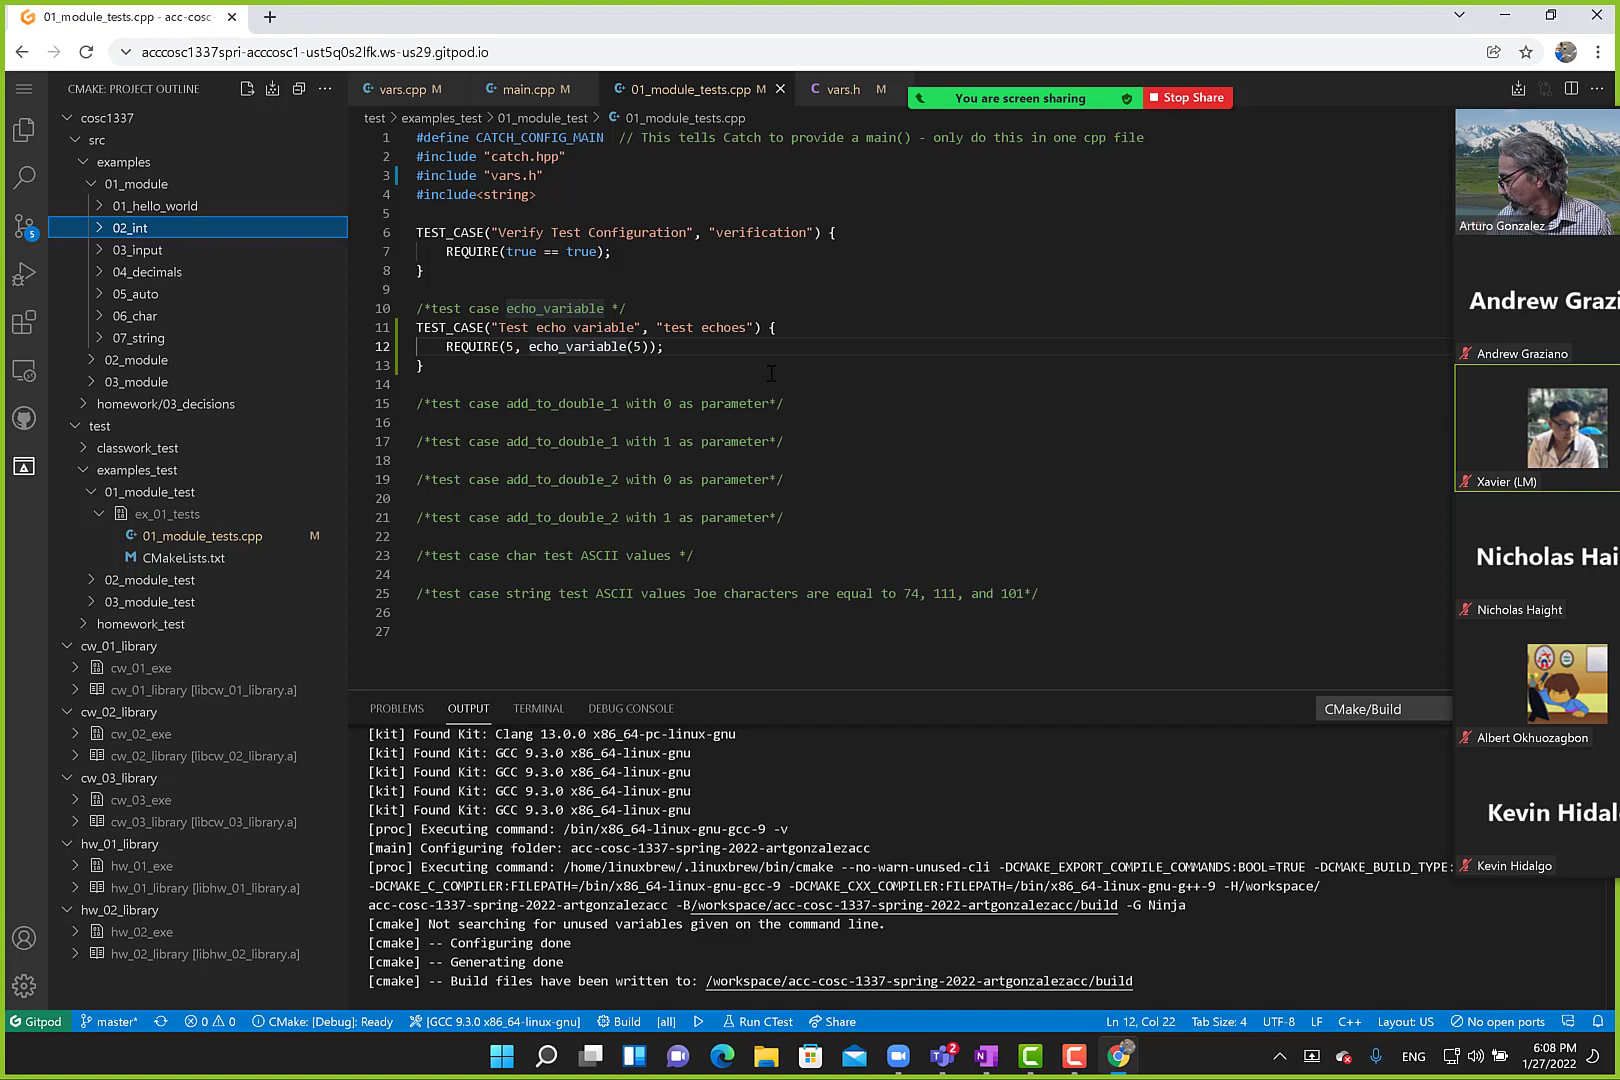 01_module_tests.cpp - acc-cosc
acccosc1337spri-acccosc1-ust5q0s2lfk.ws-us29.gitpod.io
CMAKE: PROJECT OUTLINE
vars.cpp M
main.cpp M
01_module_tests.cpp M
vars.h M
You are screen sharing
Stop Share
test > examples_test > 01_module_test > 01_module_tests.cpp
cosc1337
src
examples
01_module
01_hello_world
02_int
03_input
04_decimals
05_auto
06_char
07_string
02_module
03_module
homework/03_decisions
test
classwork_test
examples_test
01_module_test
ex_01_tests
01_module_tests.cpp M
CMakeLists.txt
02_module_test
03_module_test
homework_test
cw_01_library
cw_01_exe
cw_01_library [libcw_01_library.a]
cw_02_library
cw_02_exe
cw_02_library [libcw_02_library.a]
cw_03_library
cw_03_exe
cw_03_library [libcw_03_library.a]
hw_01_library
hw_01_exe
hw_01_library [libhw_01_library.a]
hw_02_library
hw_02_exe
hw_02_library [libhw_02_library.a]
5
1 #define CATCH_CONFIG_MAIN // This tells Catch to provide a main() - only do this in one cpp file
2 #include "catch.hpp"
3 #include "vars.h"
4 #include<string>
5
6 TEST_CASE("Verify Test Configuration", "verification") {
7 REQUIRE(true == true);
8 }
9
10 /*test case echo_variable */
11 TEST_CASE("Test echo variable", "test echoes") {
12 REQUIRE(5, echo_variable(5));
13 }
14
15 /*test case add_to_double_1 with 0 as parameter*/
16
17 /*test case add_to_double_1 with 1 as parameter*/
18
19 /*test case add_to_double_2 with 0 as parameter*/
20
21 /*test case add_to_double_2 with 1 as parameter*/
22
23 /*test case char test ASCII values */
24
25 /*test case string test ASCII values Joe characters are equal to 74, 111, and 101*/
26
27
PROBLEMS OUTPUT TERMINAL DEBUG CONSOLE
CMake/Build
[kit] Found Kit: Clang 13.0.0 x86_64-pc-linux-gnu
[kit] Found Kit: GCC 9.3.0 x86_64-linux-gnu
[kit] Found Kit: GCC 9.3.0 x86_64-linux-gnu
[kit] Found Kit: GCC 9.3.0 x86_64-linux-gnu
[kit] Found Kit: GCC 9.3.0 x86_64-linux-gnu
[proc] Executing command: /bin/x86_64-linux-gnu-gcc-9 -v
[main] Configuring folder: acc-cosc-1337-spring-2022-artgonzalezacc
[proc] Executing command: /home/linuxbrew/.linuxbrew/bin/cmake --no-warn-unused-cli -DCMAKE_EXPORT_COMPILE_COMMANDS:BOOL=TRUE -DCMAKE_BUILD_TYPE:
-DCMAKE_C_COMPILER:FILEPATH=/bin/x86_64-linux-gnu-gcc-9 -DCMAKE_CXX_COMPILER:FILEPATH=/bin/x86_64-linux-gnu-g++-9 -H/workspace/
acc-cosc-1337-spring-2022-artgonzalezacc -B/workspace/acc-cosc-1337-spring-2022-artgonzalezacc/build -G Ninja
[cmake] Not searching for unused variables given on the command line.
[cmake] -- Configuring done
[cmake] -- Generating done
[cmake] -- Build files have been written to: /workspace/acc-cosc-1337-spring-2022-artgonzalezacc/build
Arturo Gonzalez
Andrew Grazi
Andrew Graziano
Xavier (LM)
Nicholas Hai
Nicholas Haight
Albert Okhuozagbon
Kevin Hidal
Kevin Hidalgo
Gitpod master* 0 0 CMake: [Debug]: Ready [GCC 9.3.0 x86_64-linux-gnu] Build [all] Run CTest Share
Ln 12, Col 22 Tab Size: 4 UTF-8 LF C++ Layout: US No open ports
2
ENG
6:08 PM
1/27/2022